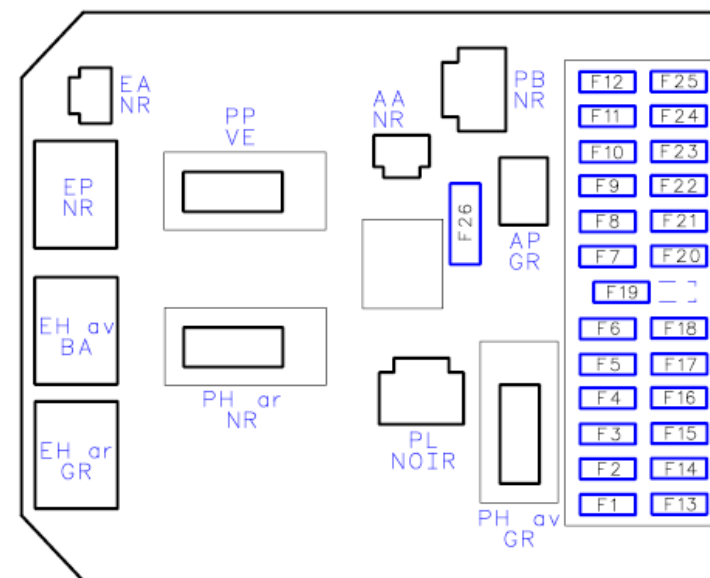 EA
NR
PP
VE
AA
NR
PB
NR
EP
NR
F26
AP
GR
EH av
BA
PH ar
NR
EH ar
GR
PL
NOIR
PH av
GR
F12 F25
F11 F24
F10 F23
F9 F22
F8 F21
F7 F20
F19
F6 F18
F5 F17
F4 F16
F3 F15
F2 F14
F1 F13